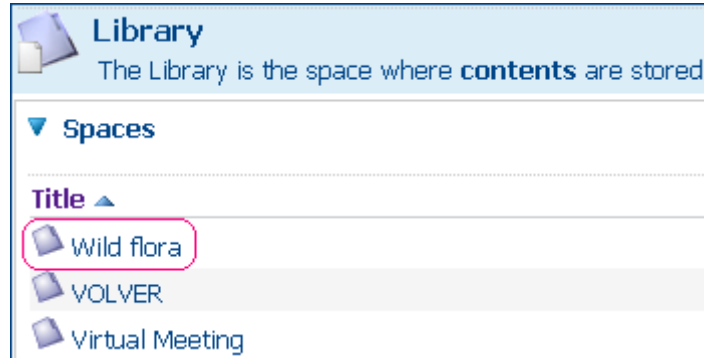 Library
The Library is the space where contents are stored
Spaces
Title
Wild flora
VOLVER
Virtual Meeting